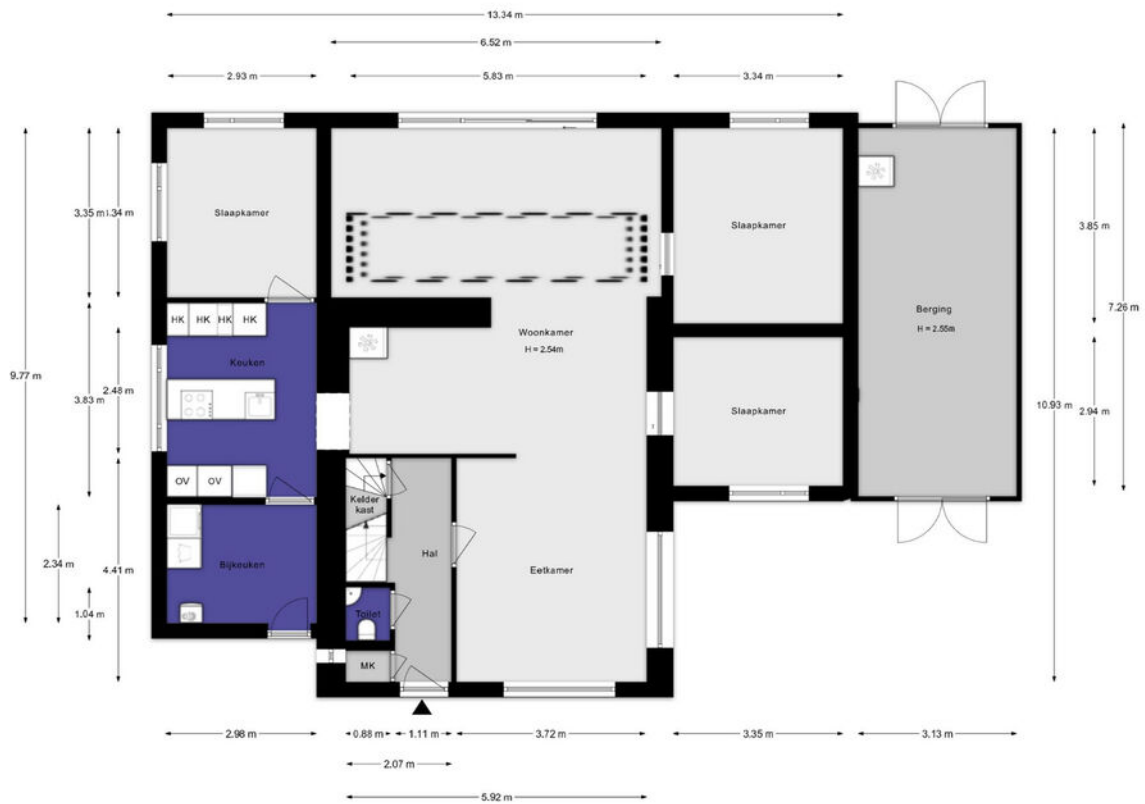 13.34 m
6.52 m
2.93 m
5.83 m
3.34 m
Slaapkamer
Slaapkamer
3.35 m
3.85 m
7.26 m
Berging
H = 2.55m
HK HK HK HK
Woonkamer
H = 2.54m
Keuken
9.77 m
3.83 m
2.48 m
10.93 m
2.94 m
Slaapkamer
OV OV
Kelder
kast
Hal
Eetkamer
2.34 m
4.41 m
Bijkeuken
1.04 m
Toilet
MK
2.98 m
0.88 m
1.11 m
3.72 m
3.35 m
3.13 m
2.07 m
5.92 m